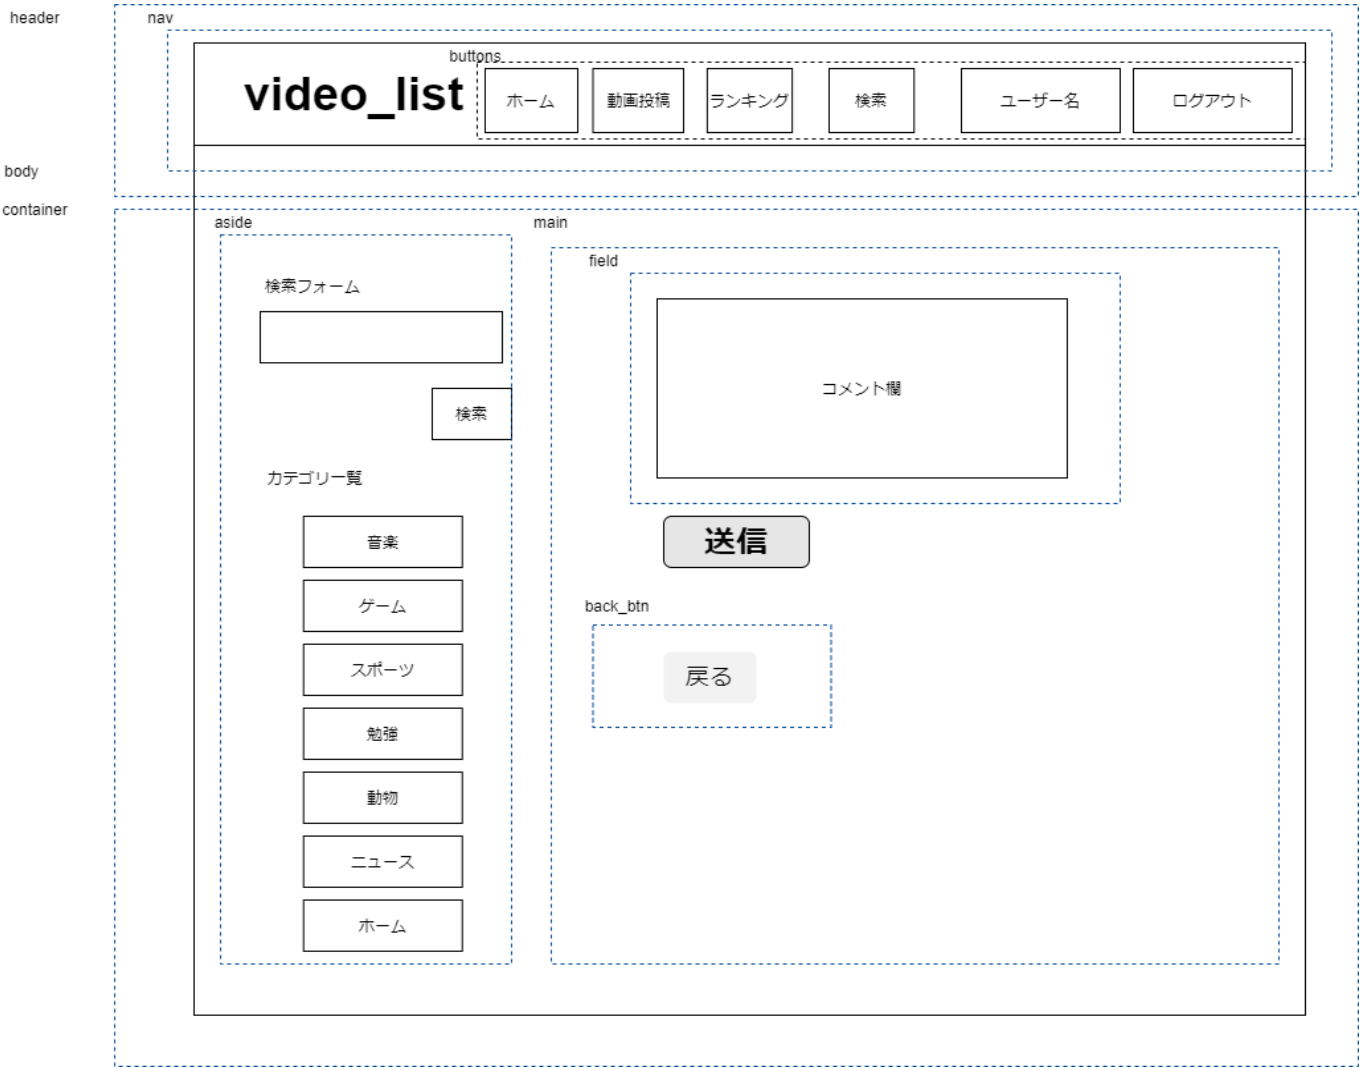 header
nav
buttons
video_list
ホーム
動画投稿
ランキング
検索
ユーザー名
ログアウト
body
container
aside
main
検索フォーム
検索
カテゴリ一覧
音楽
ゲーム
スポーツ
勉強
動物
ニュース
ホーム
field
コメント欄
送信
back_btn
戻る